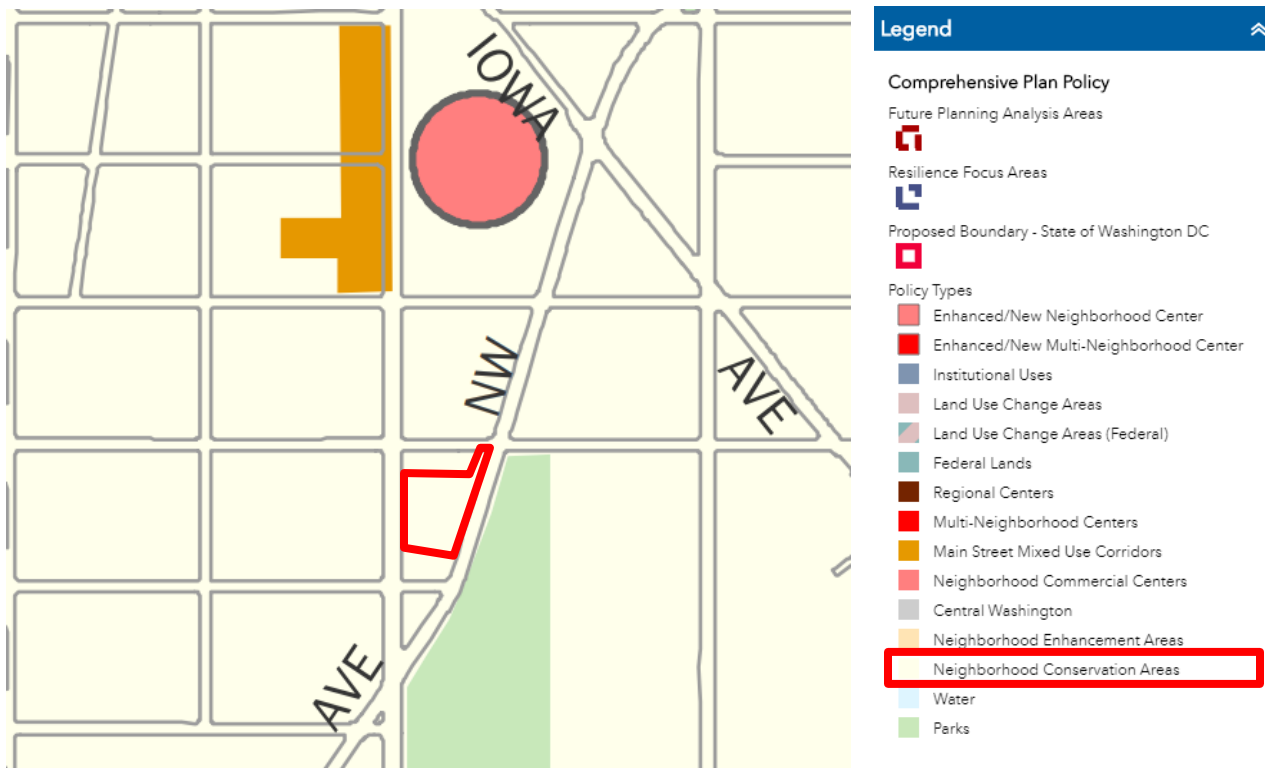 IOWA
NW
AVE
AVE
Legend
Comprehensive Plan Policy
Future Planning Analysis Areas
Resilience Focus Areas
Proposed Boundary - State of Washington DC
Policy Types
Enhanced/New Neighborhood Center
Enhanced/New Multi-Neighborhood Center
Institutional Uses
Land Use Change Areas
Land Use Change Areas (Federal)
Federal Lands
Regional Centers
Multi-Neighborhood Centers
Main Street Mixed Use Corridors
Neighborhood Commercial Centers
Central Washington
Neighborhood Enhancement Areas
Neighborhood Conservation Areas
Water
Parks